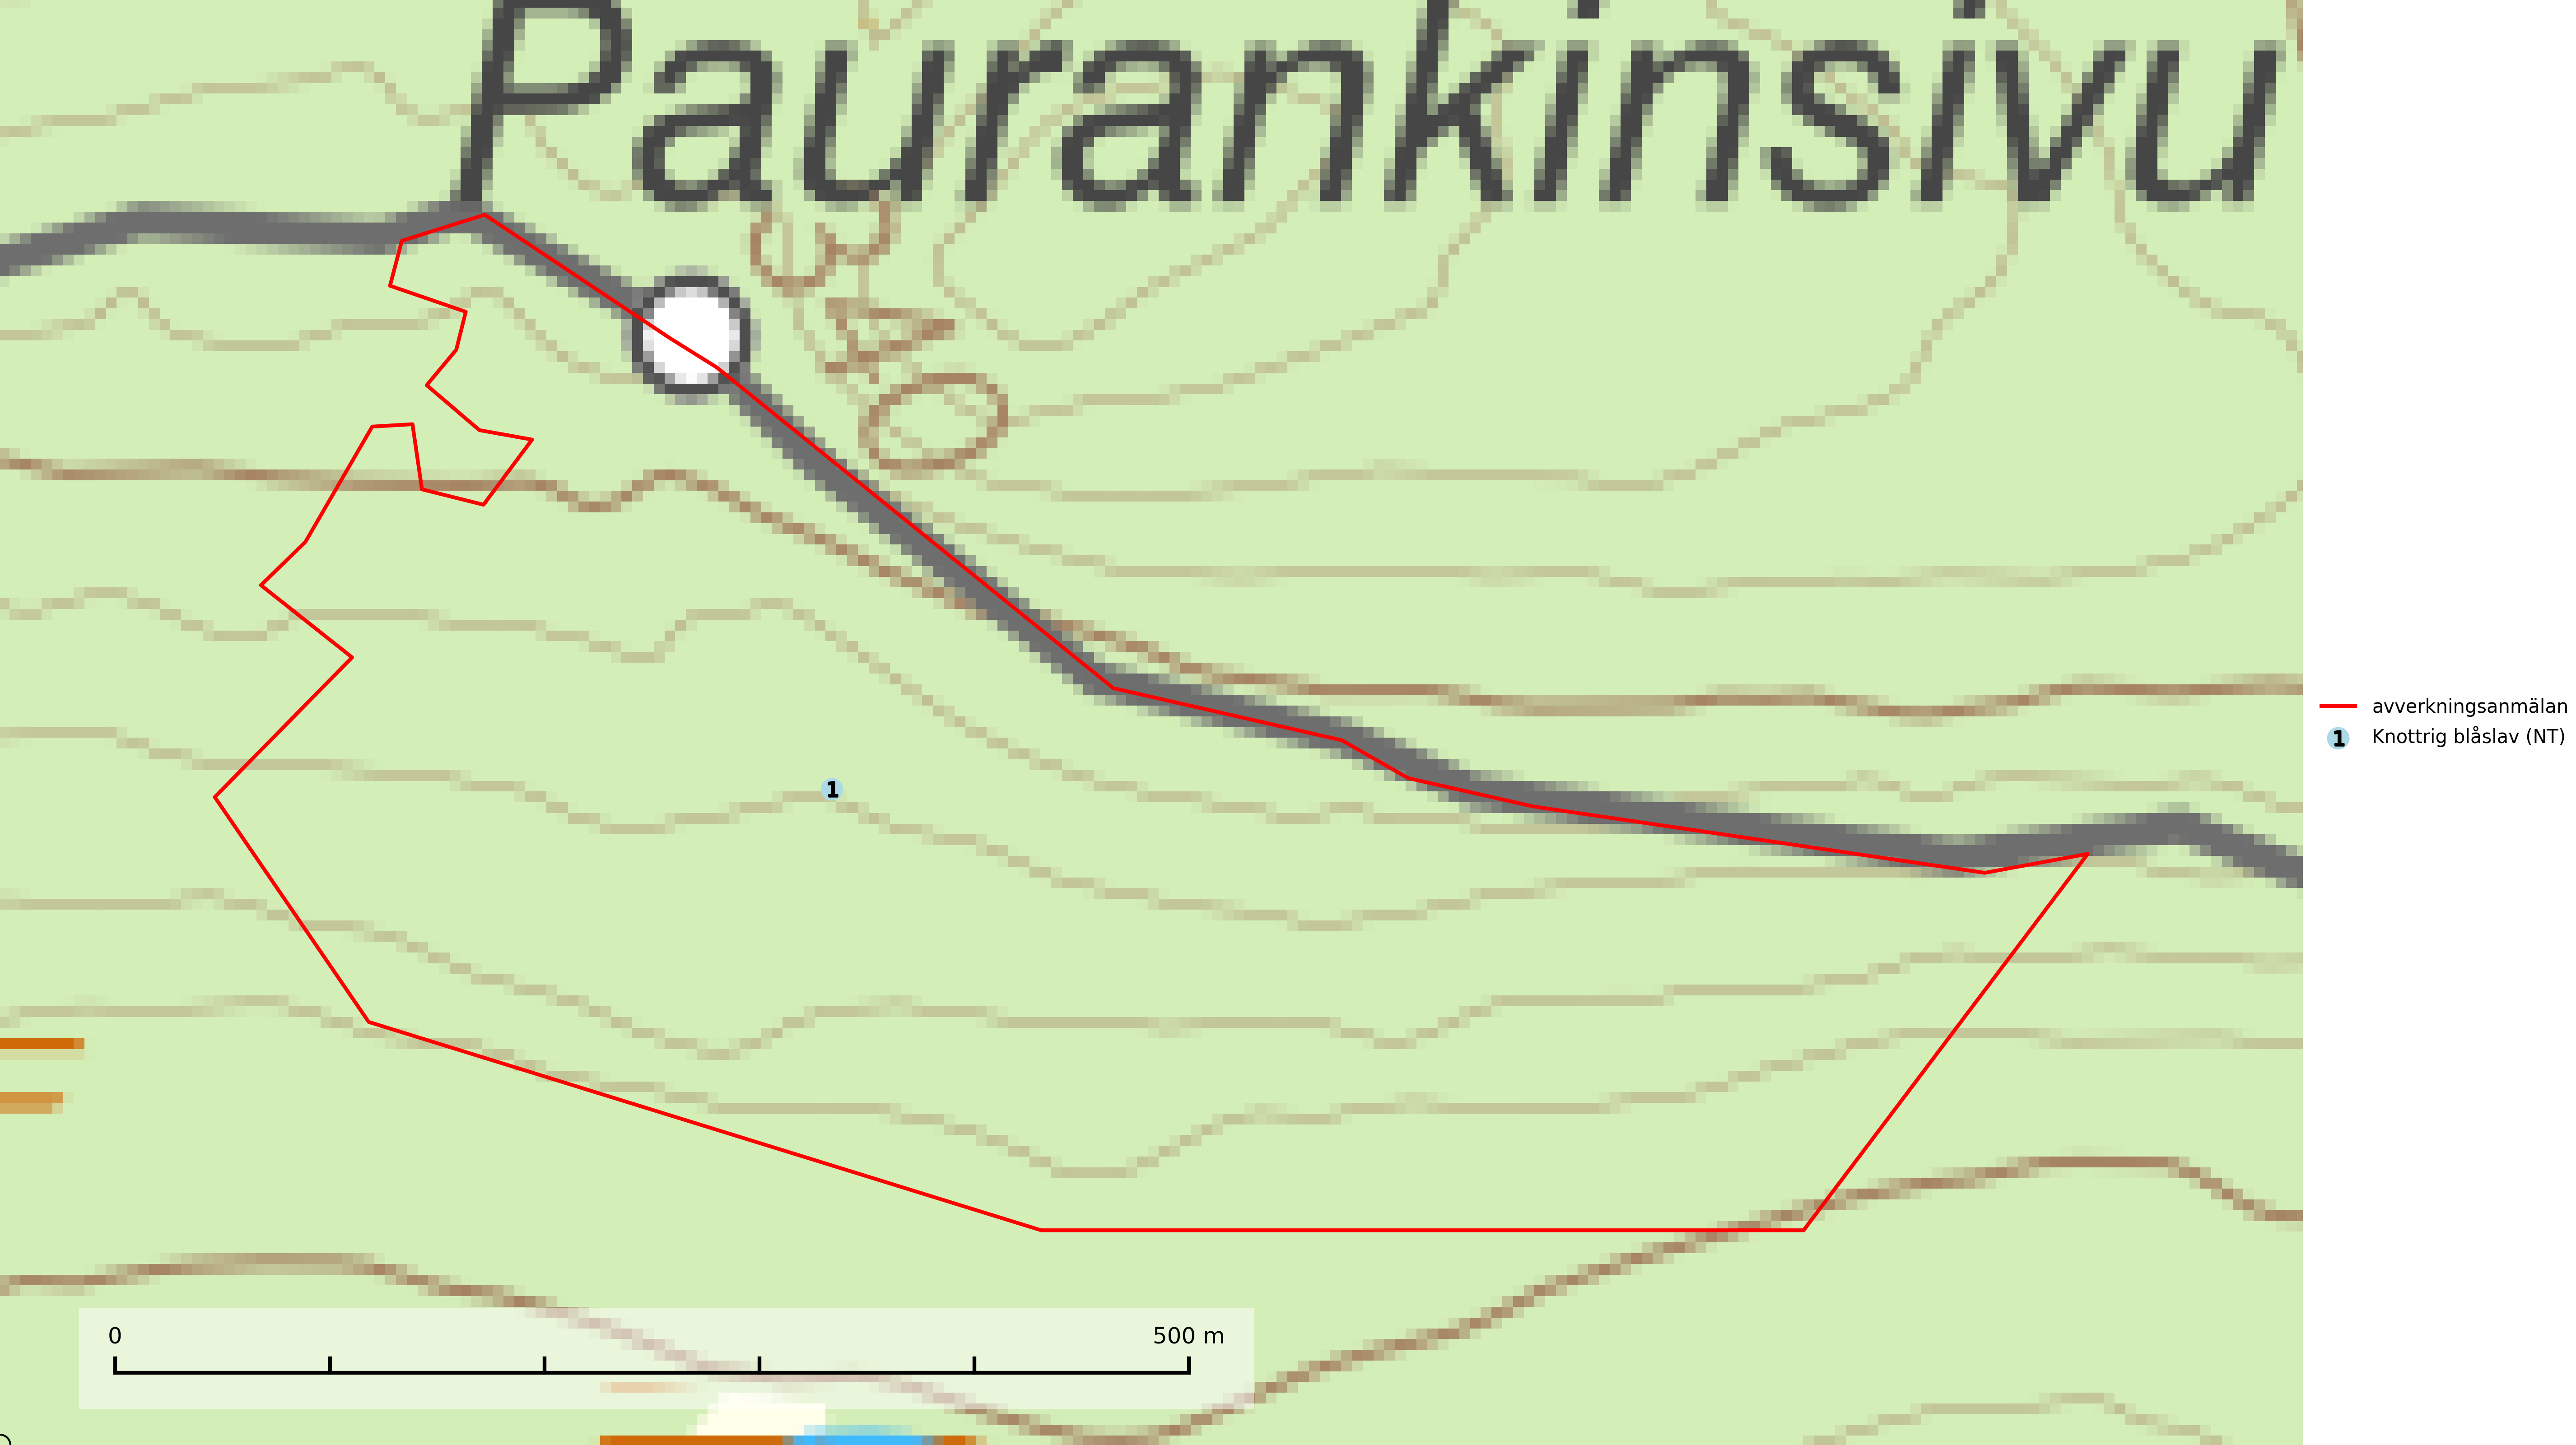 Paurankinsivu
avverkningsanmälan
1 Knottrig blåslav (NT)
1
0 500 m